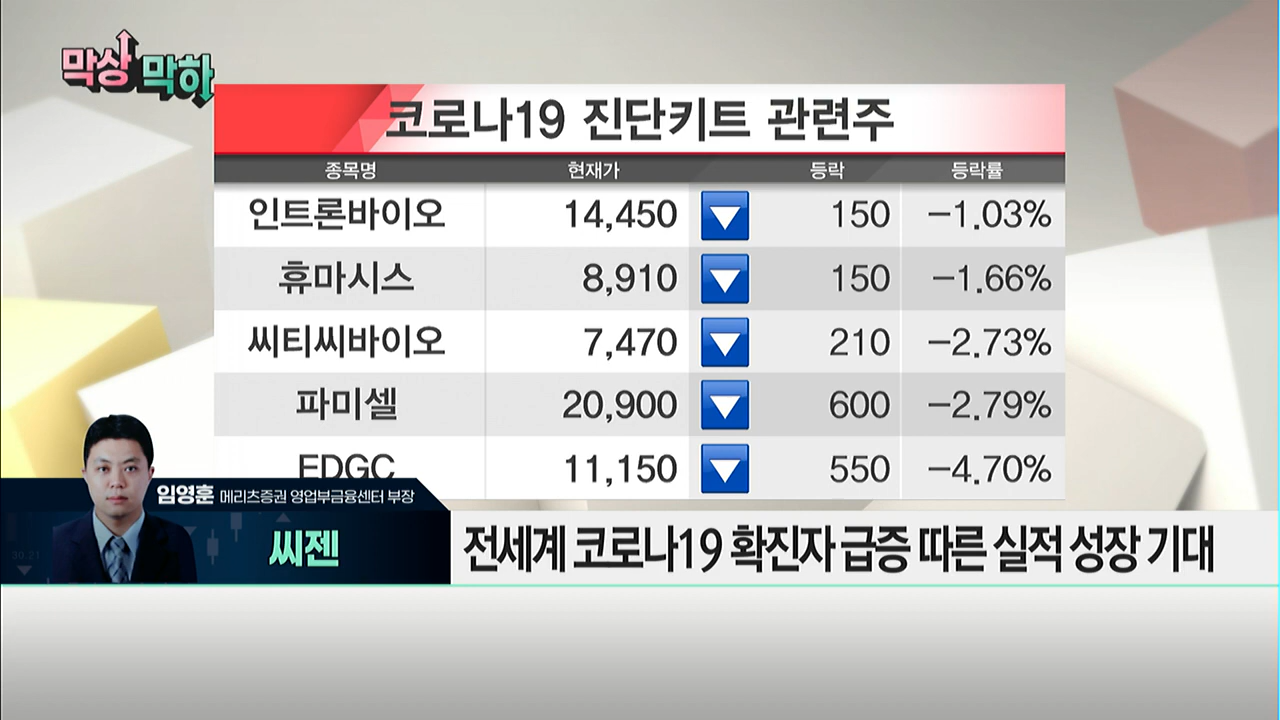 막상 막하
코로나19 진단키트 관련주
종목명 현재가 등락 등락률
인트론바이오 14,450 ▼ 150 -1.03%
휴마시스 8,910 ▼ 150 -1.66%
씨티씨바이오 7,470 ▼ 210 -2.73%
파미셀 20,900 ▼ 600 -2.79%
EDGC 11,150 ▼ 550 -4.70%
임영훈 메리츠증권 영업부금융센터 부장
씨젠
전세계 코로나19 확진자 급증 따른 실적 성장 기대